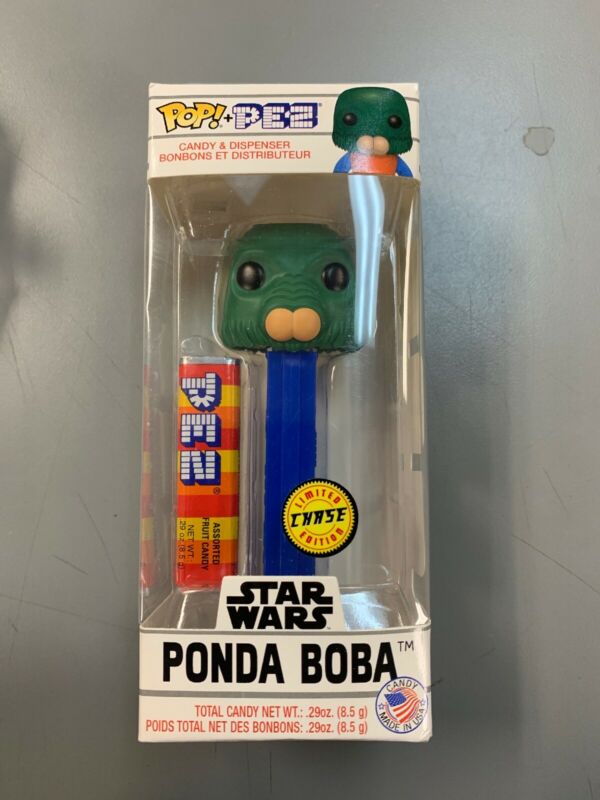 POP!+PEZ®
CANDY & DISPENSER
BONBONS ET DISTRIBUTEUR
PEZ®
ASSORTED
FRUIT CANDY
NET WT.
.29 oz. (8.5 g)
LIMITED
CHASE
EDITION
STAR
WARS
PONDA BOBA™
CANDY
MADE IN USA
TOTAL CANDY NET WT.: .29oz. (8.5 g)
POIDS TOTAL NET DES BONBONS: .29oz. (8.5 g)